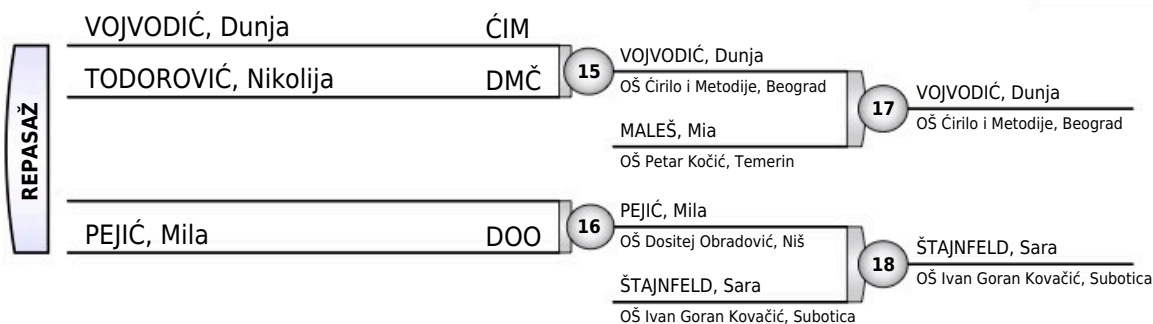 REPASAŽ
VOJVODIĆ, Dunja ĆIM
TODOROVIĆ, Nikolija DMČ
15
VOJVODIĆ, Dunja
OŠ Ćirilo i Metodije, Beograd
MALEŠ, Mia
OŠ Petar Kočić, Temerin
17
VOJVODIĆ, Dunja
OŠ Ćirilo i Metodije, Beograd
PEJIĆ, Mila DOO
16
PEJIĆ, Mila
OŠ Dositej Obradović, Niš
ŠTAJNFELD, Sara
OŠ Ivan Goran Kovačić, Subotica
18
ŠTAJNFELD, Sara
OŠ Ivan Goran Kovačić, Subotica